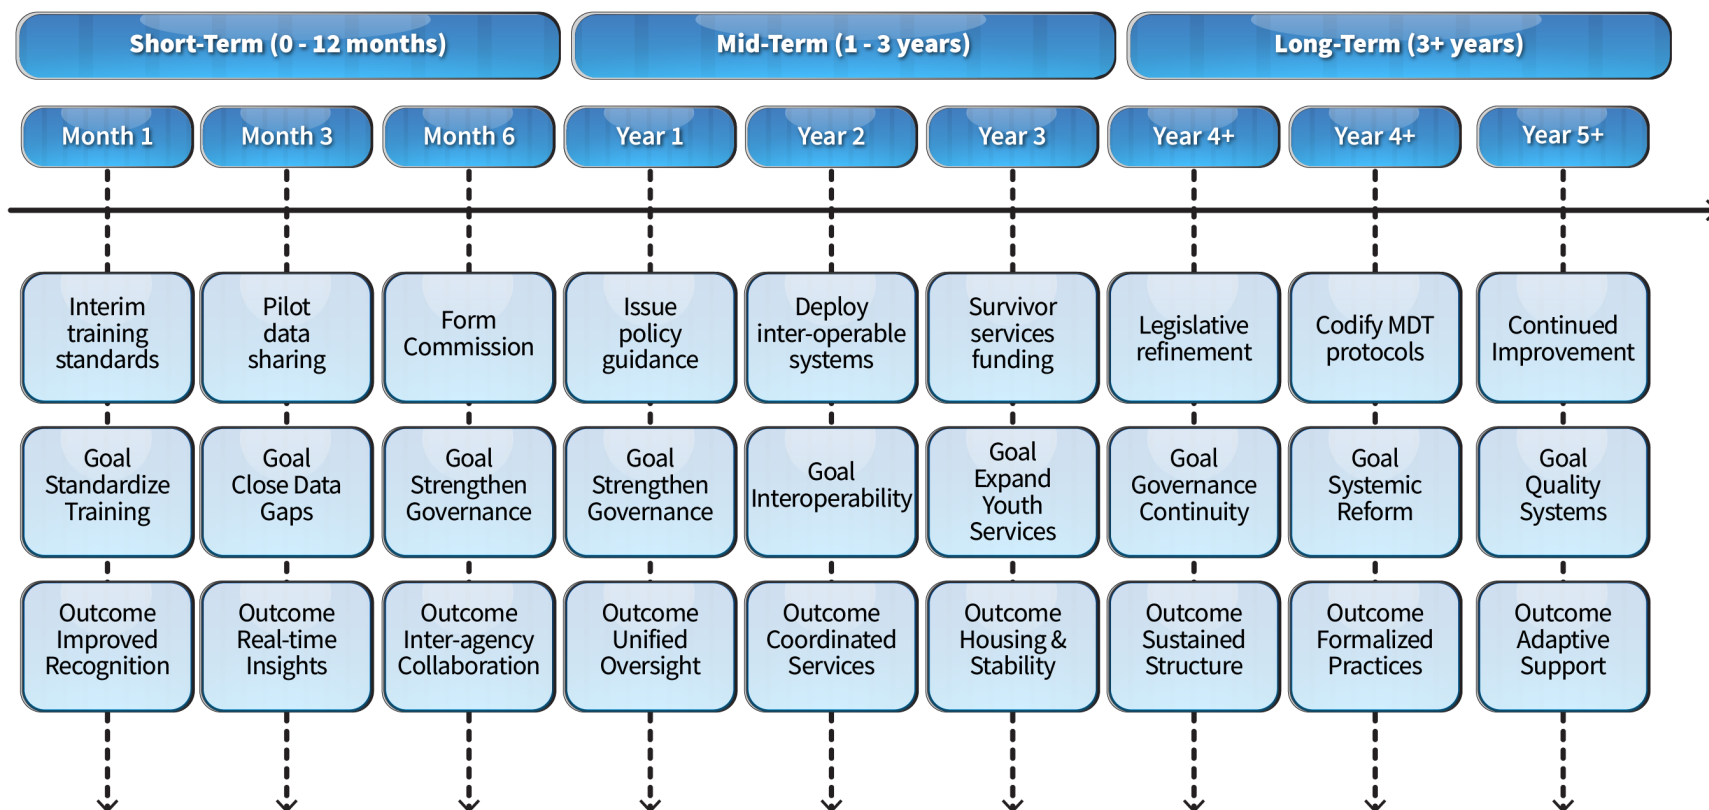 Short-Term (0 - 12 months)
Mid-Term (1 - 3 years)
Long-Term (3+ years)
Month 1
Month 3
Month 6
Year 1
Year 2
Year 3
Year 4+
Year 4+
Year 5+
Interim
training
standards
Pilot
data
sharing
Form
Commission
Issue
policy
guidance
Deploy
inter-operable
systems
Survivor
services
funding
Legislative
refinement
Codify MDT
protocols
Continued
Improvement
Goal
Standardize
Training
Goal
Close Data
Gaps
Goal
Strengthen
Governance
Goal
Strengthen
Governance
Goal
Interoperability
Goal
Expand
Youth
Services
Goal
Governance
Continuity
Goal
Systemic
Reform
Goal
Quality
Systems
Outcome
Improved
Recognition
Outcome
Real-time
Insights
Outcome
Inter-agency
Collaboration
Outcome
Unified
Oversight
Outcome
Coordinated
Services
Outcome
Housing &
Stability
Outcome
Sustained
Structure
Outcome
Formalized
Practices
Outcome
Adaptive
Support